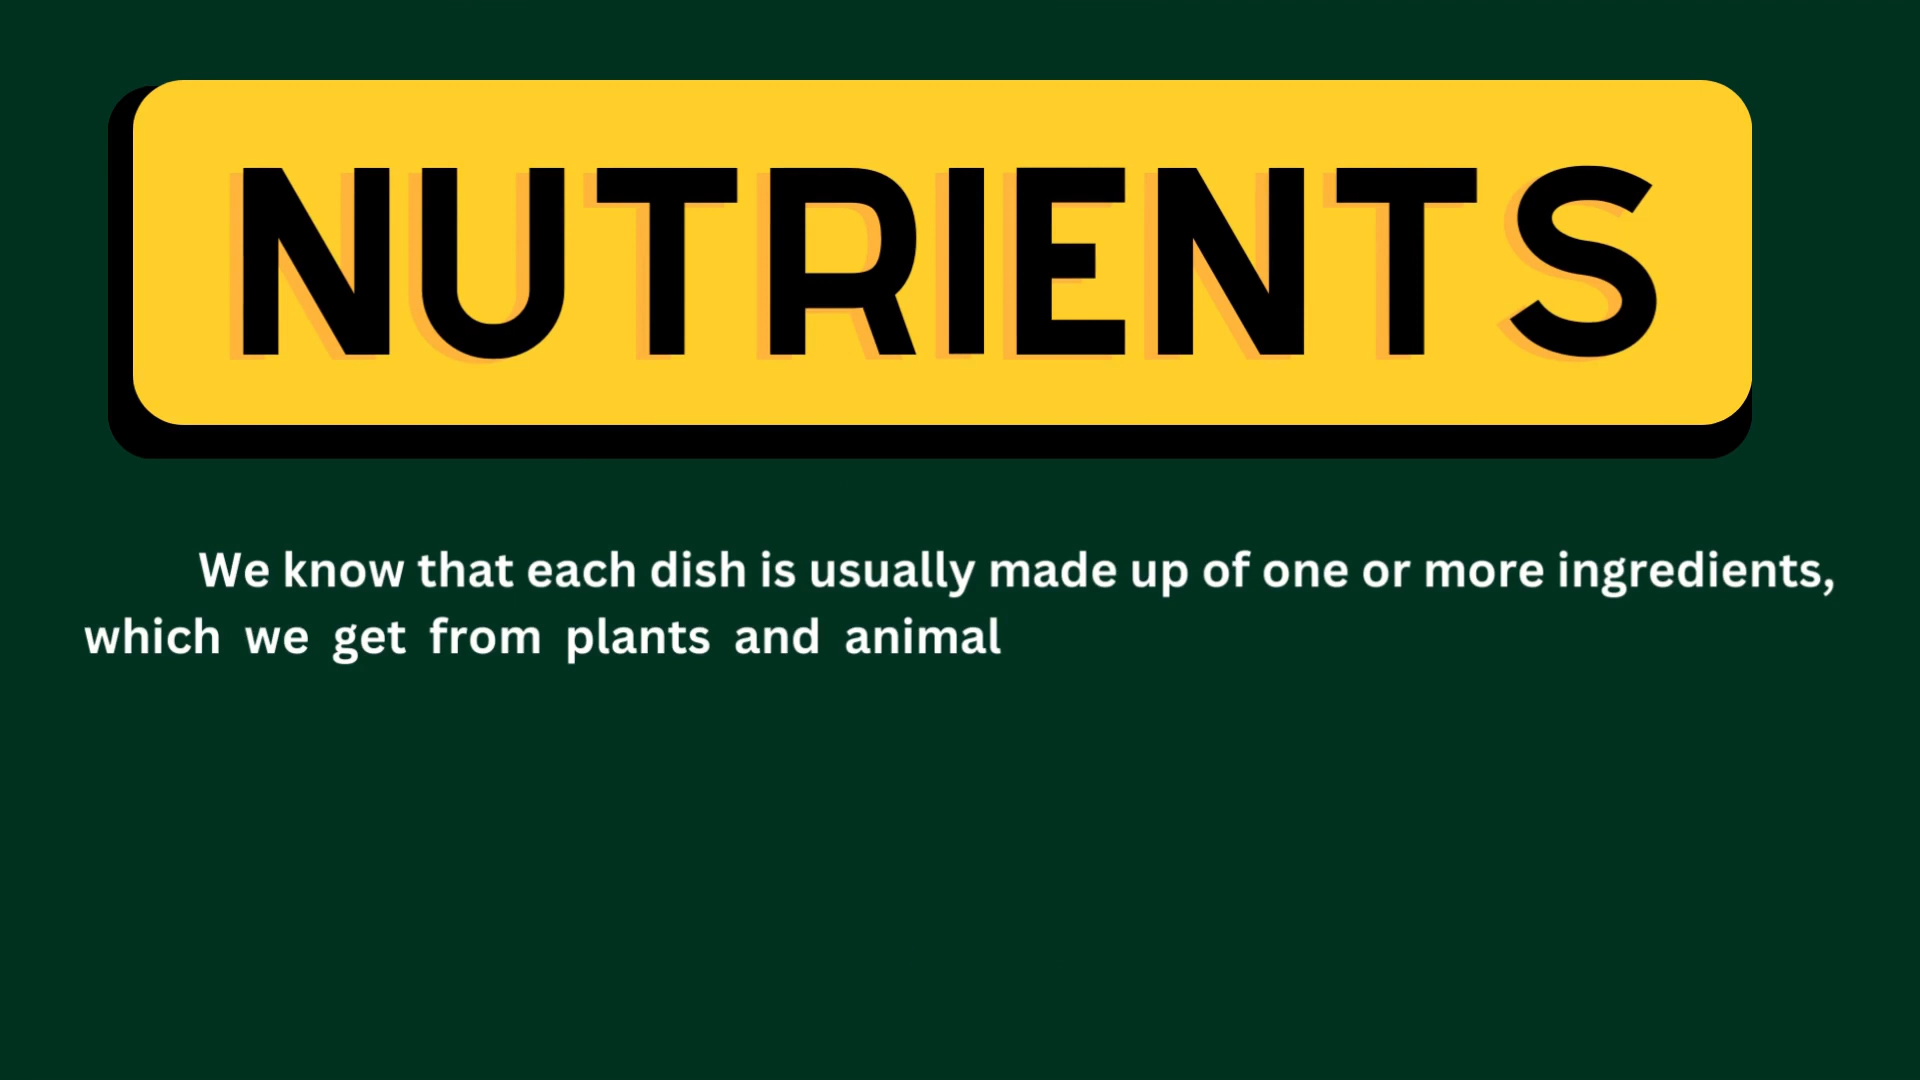 NUTRIENTS
We know that each dish is usually made up of one or more ingredients,
which we get from plants and animal